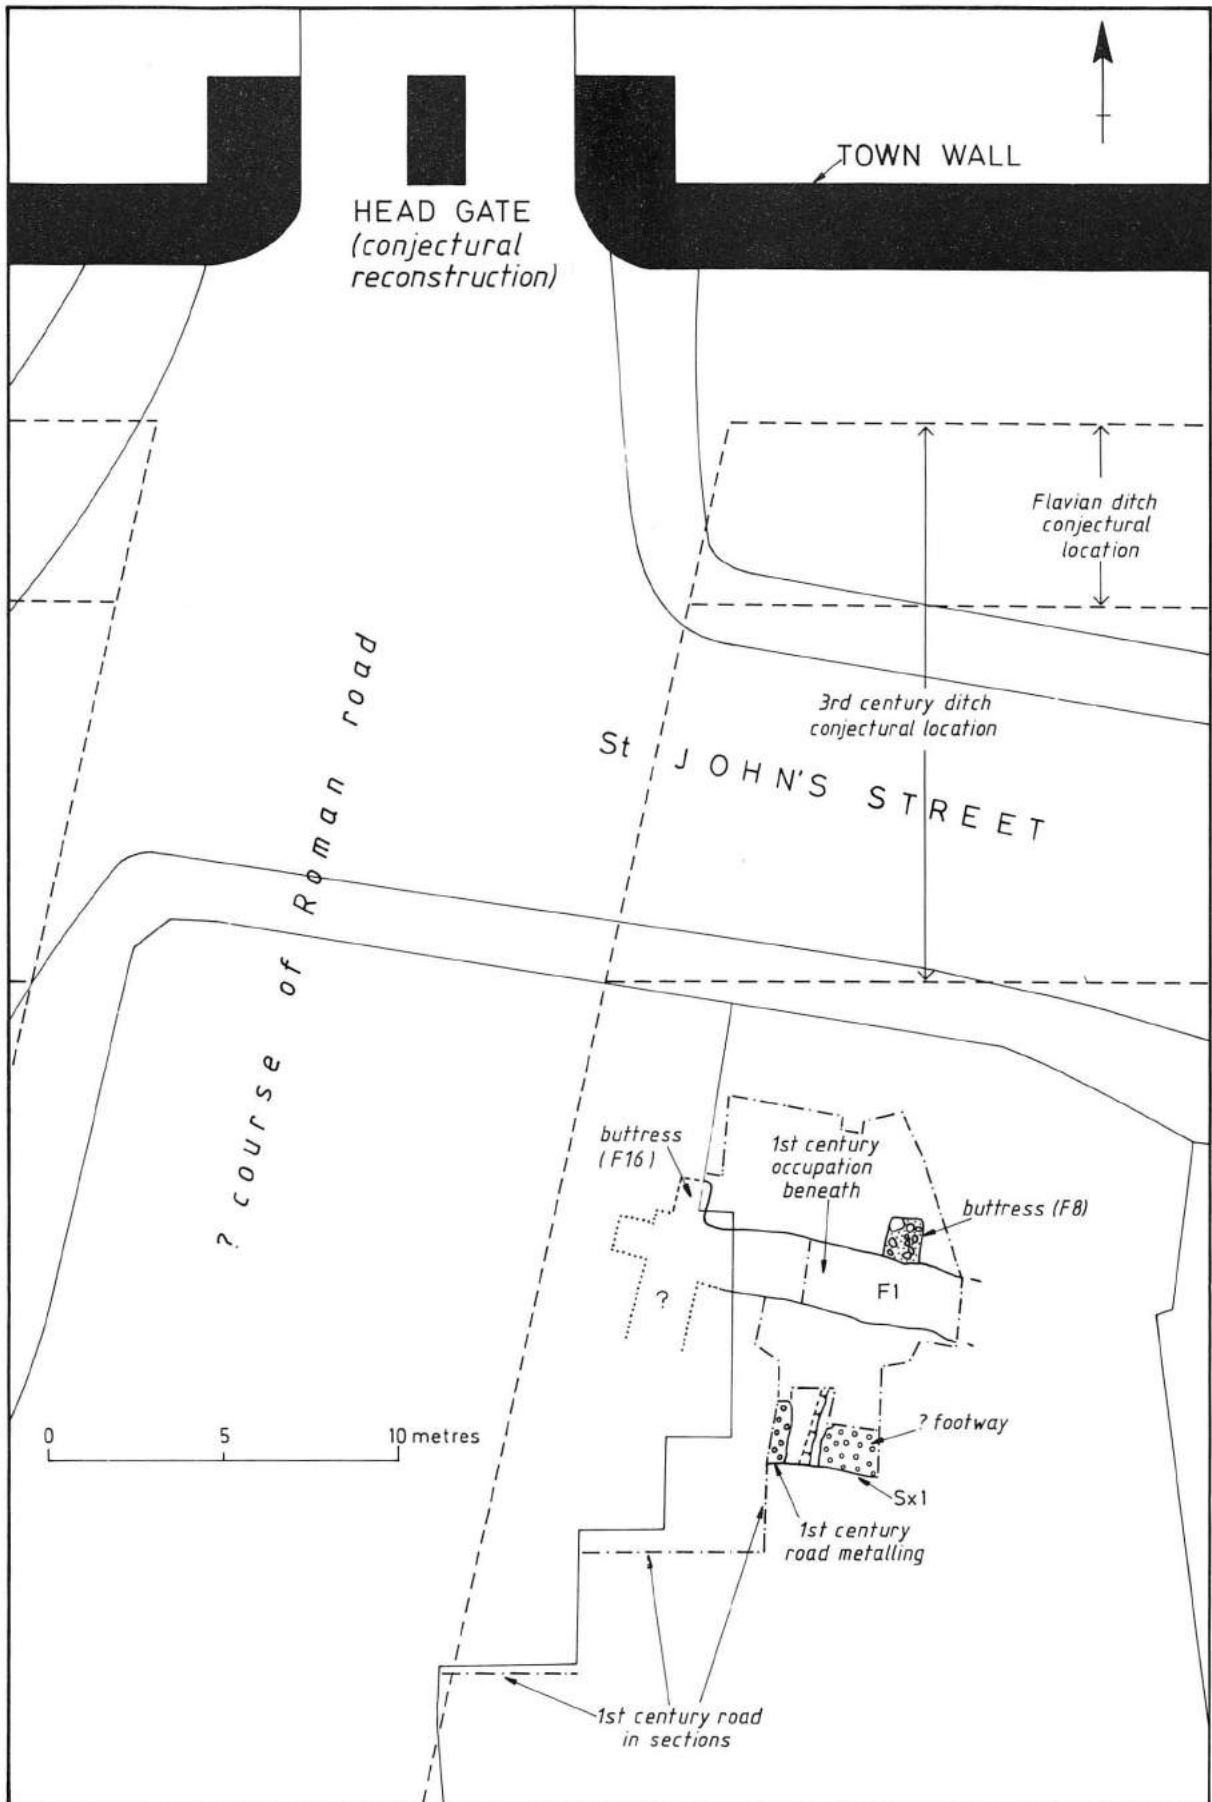 TOWN WALL
HEAD GATE
(conjectural
reconstruction)
Flavian ditch
conjectural
location
3rd century ditch
conjectural location
St JOHN'S STREET
? course of Roman road
buttress
(F16)
1st century
occupation
beneath
buttress (F8)
F1
?
0 5 10 metres
? footway
Sx1
1st century
road metalling
1st century road
in sections